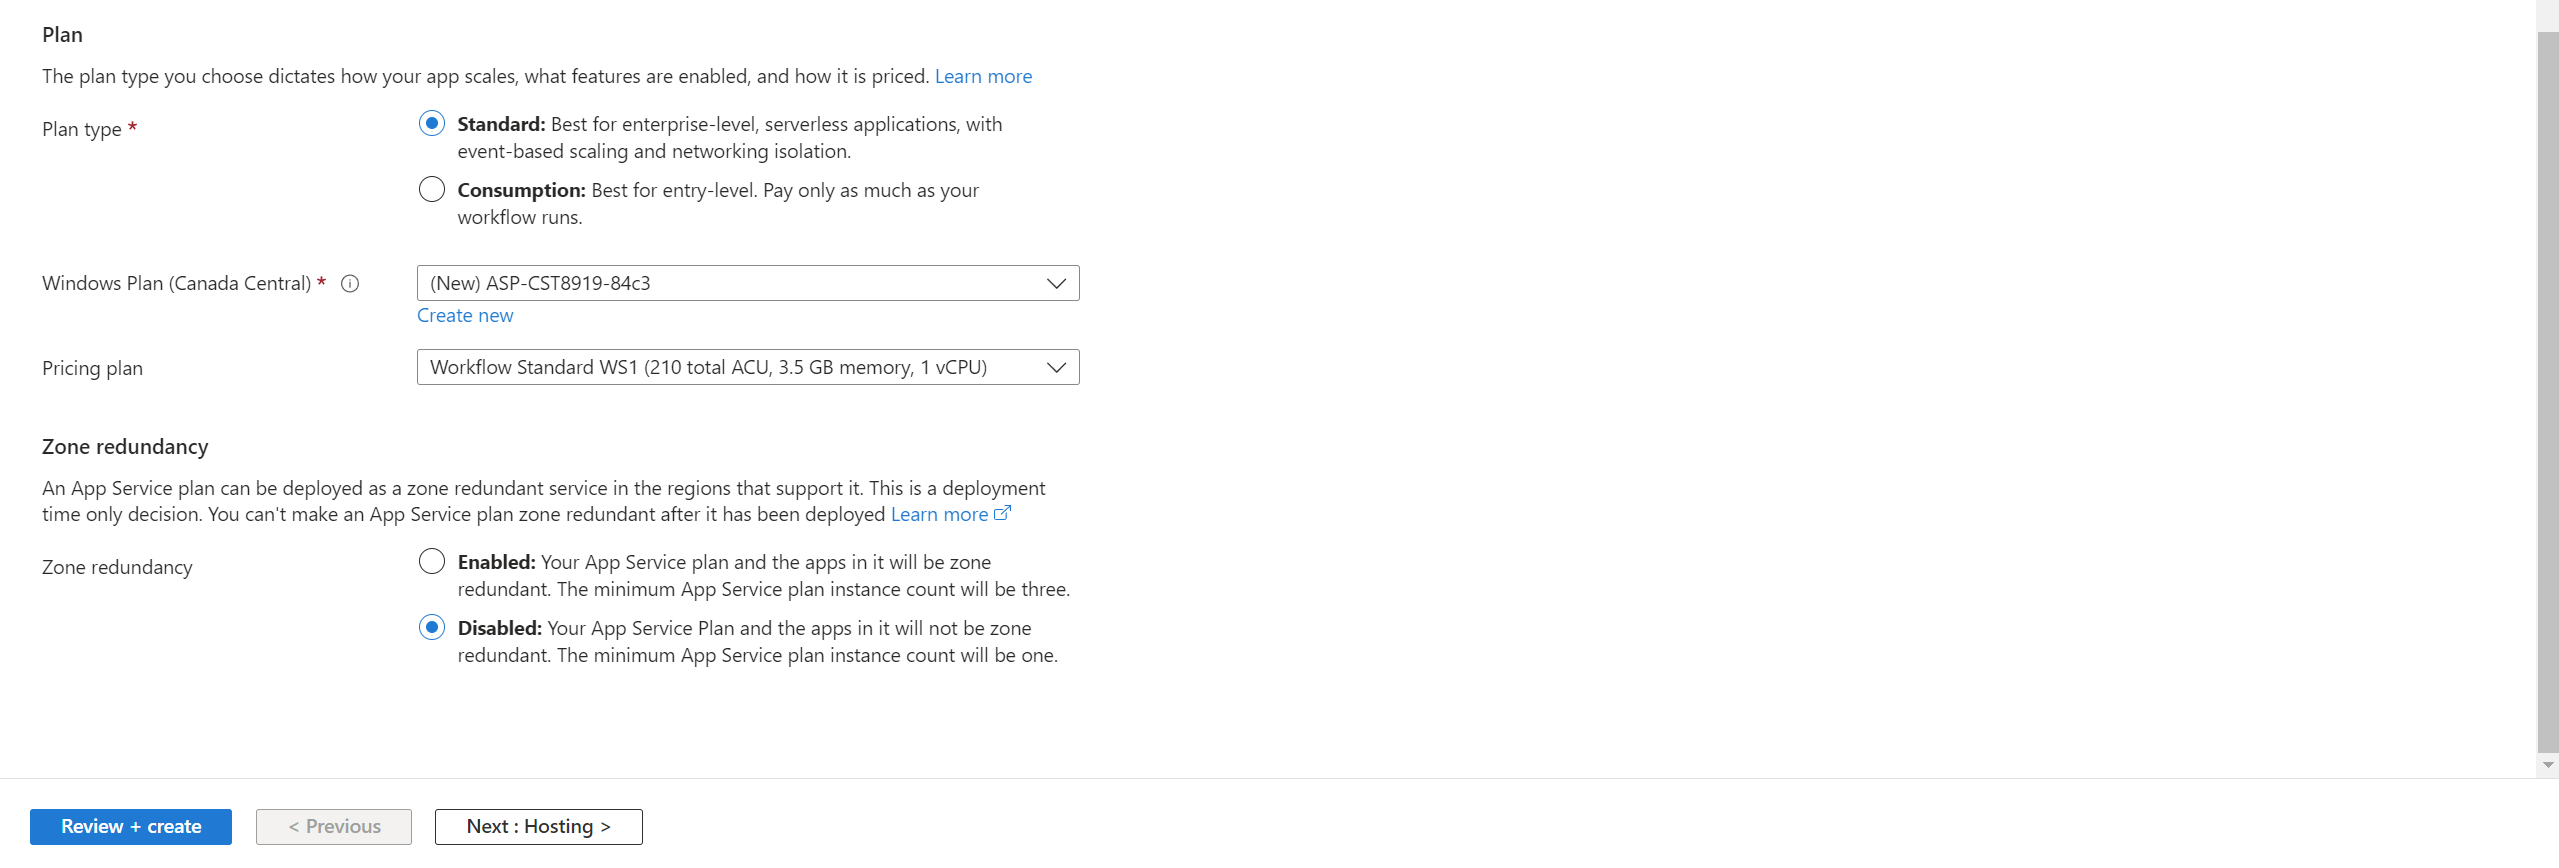 Plan
The plan type you choose dictates how your app scales, what features are enabled, and how it is priced. Learn more
Plan type *
Standard: Best for enterprise-level, serverless applications, with
event-based scaling and networking isolation.
Consumption: Best for entry-level. Pay only as much as your
workflow runs.
Windows Plan (Canada Central) *
(New) ASP-CST8919-84c3
Create new
Pricing plan
Workflow Standard WS1 (210 total ACU, 3.5 GB memory, 1 vCPU)
Zone redundancy
An App Service plan can be deployed as a zone redundant service in the regions that support it. This is a deployment
time only decision. You can't make an App Service plan zone redundant after it has been deployed Learn more
Zone redundancy
Enabled: Your App Service plan and the apps in it will be zone
redundant. The minimum App Service plan instance count will be three.
Disabled: Your App Service Plan and the apps in it will not be zone
redundant. The minimum App Service plan instance count will be one.
Review + create
< Previous
Next : Hosting >